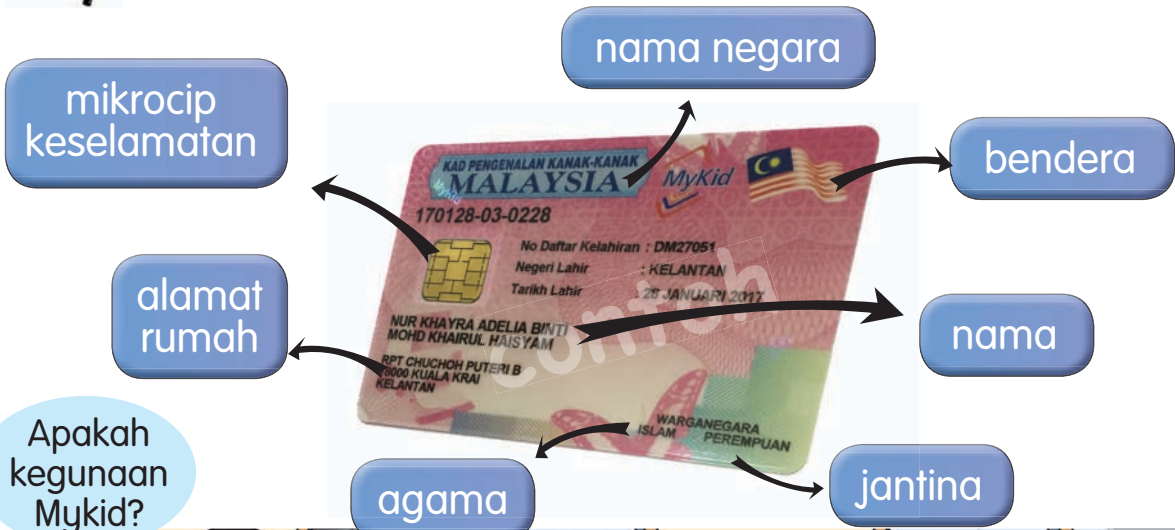 nama negara
mikrocip
keselamatan
bendera
KAD PENGENALAN KANAK-KANAK
MALAYSIA
MyKid
MyKid
170128-03-0228
No Daftar Kelahiran : DM27051
Negeri Lahir : KELANTAN
Tarikh Lahir : 28 JANUARI 2017
contoh
alamat
rumah
NUR KHAYRA ADELIA BINTI
MOHD KHAIRUL HAISYAM
nama
RPT CHUCHOH PUTERI B
18000 KUALA KRAI
KELANTAN
WARGANEGARA
ISLAM PEREMPUAN
Apakah
kegunaan
Mykid?
agama
jantina